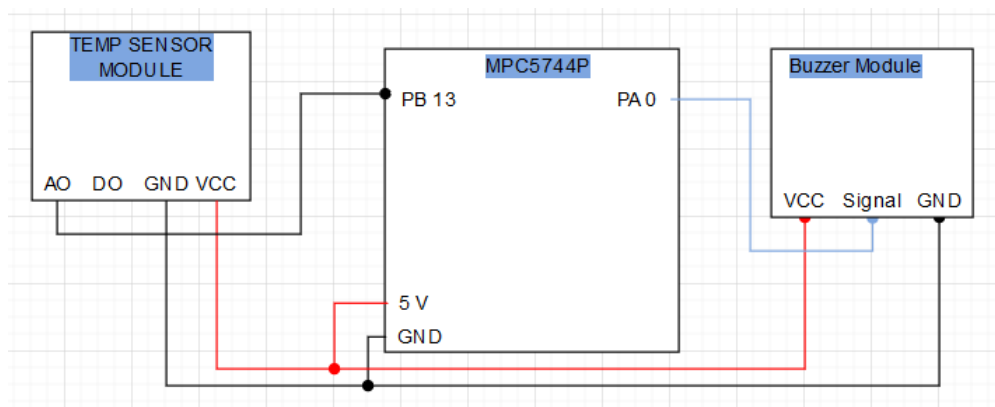 TEMP SENSOR
MODULE
AO DO GND VCC
MPC5744P
PB 13
PA 0
5 V
GND
Buzzer Module
VCC Signal GND